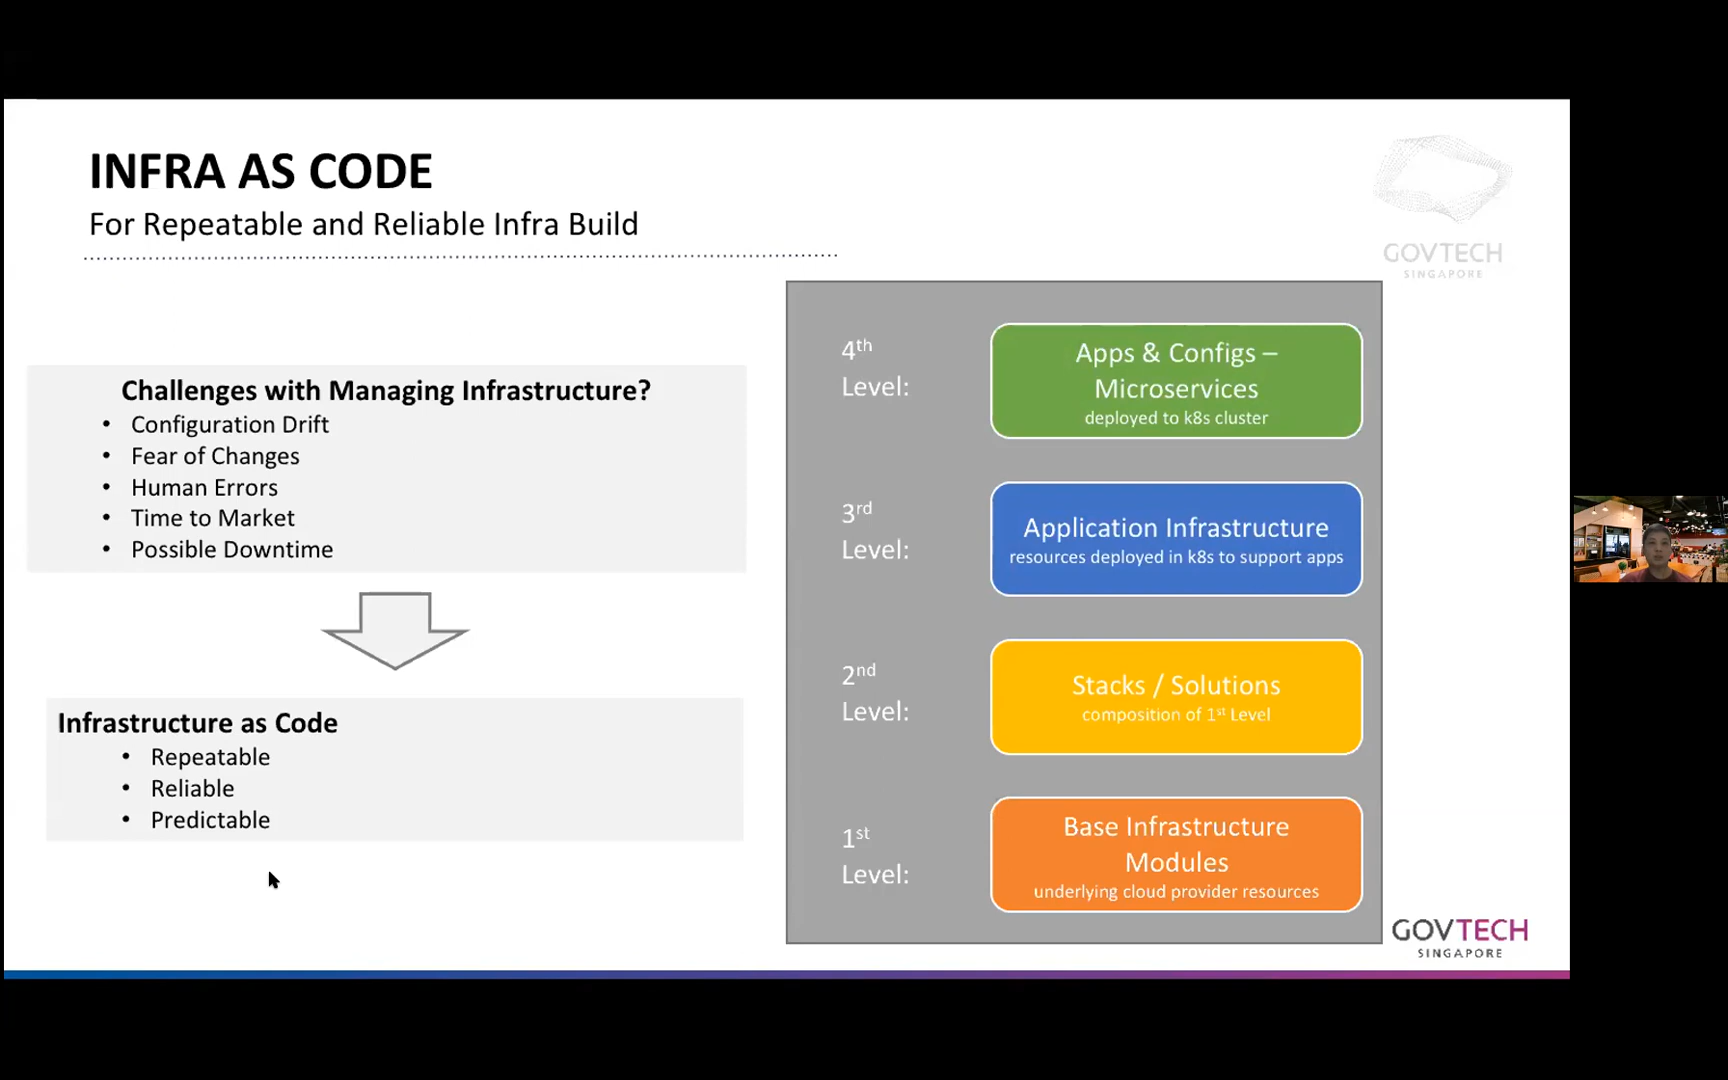 INFRA AS CODE
For Repeatable and Reliable Infra Build
GOVTECH
SINGAPORE
Challenges with Managing Infrastructure?
• Configuration Drift
• Fear of Changes
• Human Errors
• Time to Market
• Possible Downtime
Infrastructure as Code
• Repeatable
• Reliable
• Predictable
4th
Level:
Apps & Configs –
Microservices
deployed to k8s cluster
3rd
Level:
Application Infrastructure
resources deployed in k8s to support apps
2nd
Level:
Stacks / Solutions
composition of 1st Level
1st
Level:
Base Infrastructure
Modules
underlying cloud provider resources
GOVTECH
SINGAPORE